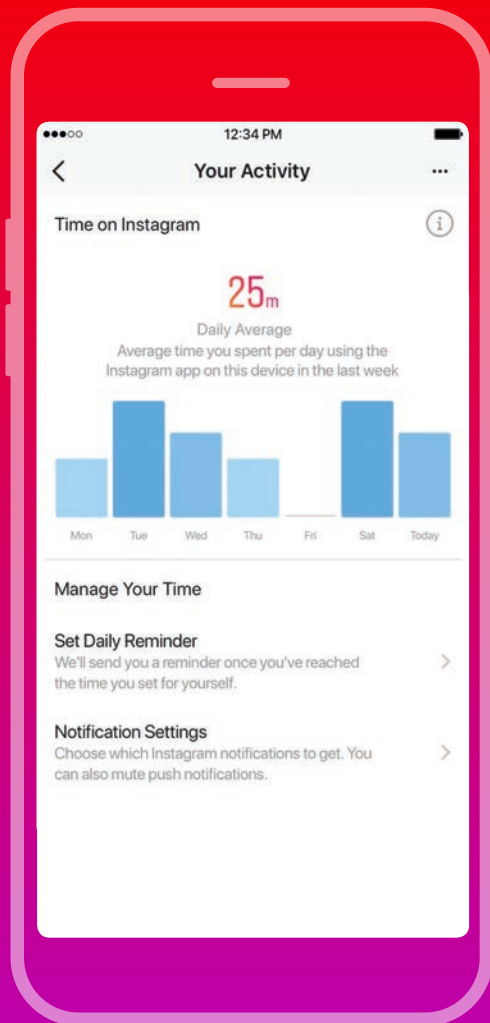 12:34 PM
Your Activity
Time on Instagram
25m
Daily Average
Average time you spent per day using the
Instagram app on this device in the last week
Mon Tue Wed Thu Fri Sat Today
Manage Your Time
Set Daily Reminder
We'll send you a reminder once you've reached
the time you set for yourself.
Notification Settings
Choose which Instagram notifications to get. You
can also mute push notifications.